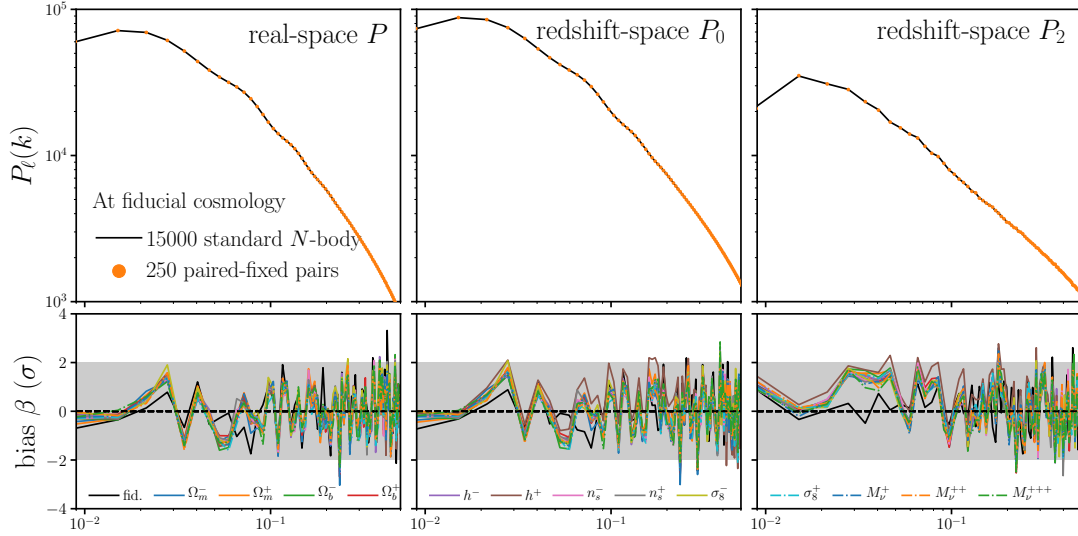 real-space P
redshift-space P_0
redshift-space P_2
10^5
10^4
10^3
P_ℓ(k)
At fiducial cosmology
15000 standard N-body
250 paired-fixed pairs
4
2
0
−2
−4
bias β (σ
fid.
Ω_m^−
Ω_m^+
Ω_b^−
Ω_b^+
h^−
h^+
n_s^−
n_s^+
σ_8^−
σ_8^+
M_ν^+
M_ν^{++}
M_ν^{+++}
10^{−2}
10^{−1}
10^{−2}
10^{−1}
10^{−2}
10^{−1}